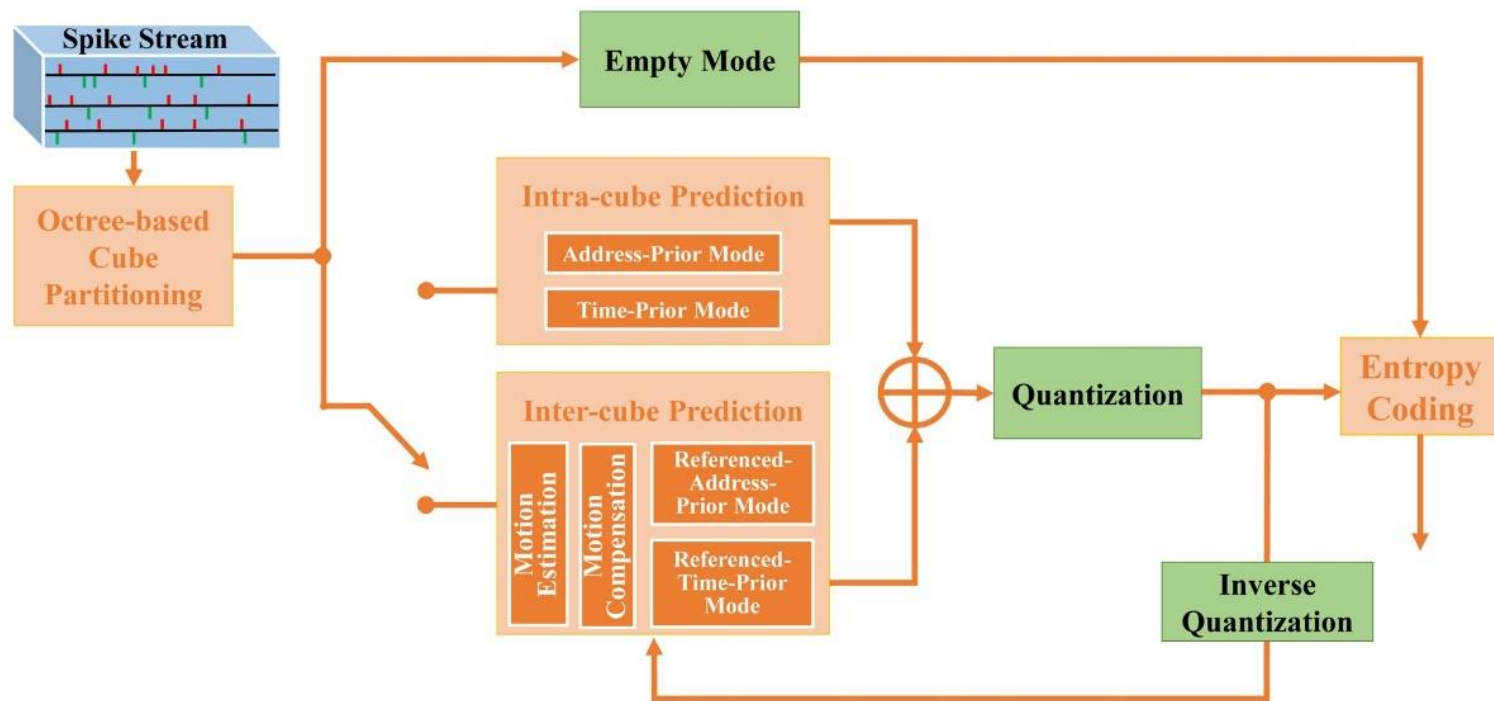 Spike Stream
Empty Mode
Octree-based
Cube
Partitioning
Intra-cube Prediction
Address-Prior Mode
Time-Prior Mode
Inter-cube Prediction
Motion
Estimation
Motion
Compensation
Referenced-
Address-
Prior Mode
Referenced-
Time-Prior
Mode
Quantization
Entropy
Coding
Inverse
Quantization